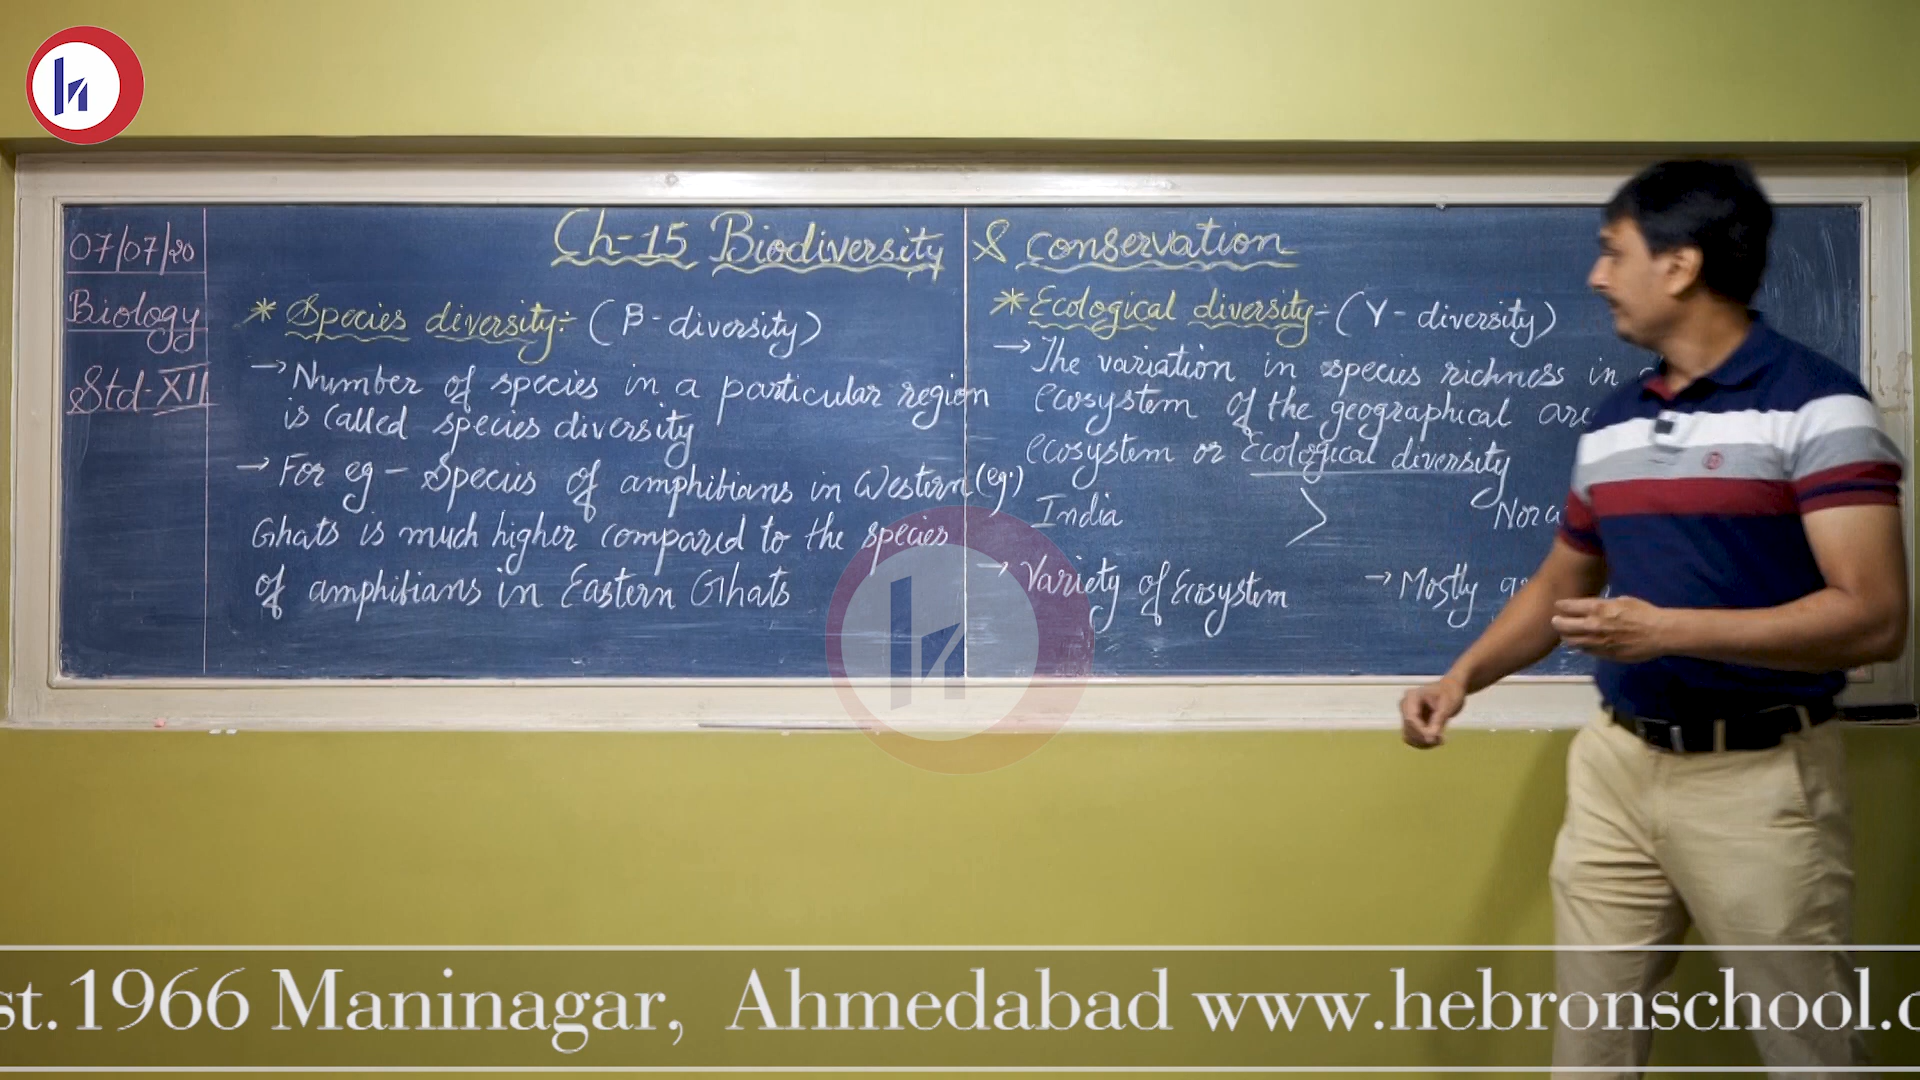 07/07/20
Biology
Std-XII
Ch-15 Biodiversity & conservation
* Species diversity:- (β-diversity)
→ Number of species in a particular region
is called species diversity
→ For eg - Species of amphibians in Western
Ghats is much higher compared to the species
of amphibians in Eastern Ghats
* Ecological diversity:- (γ- diversity)
→ The variation in species richness in
ecosystem of the geographical are
ecosystem or Ecological diversity
(eg.)
India > Norw
→ Variety of Ecosystem → Mostly
st.1966 Maninagar, Ahmedabad www.hebronschool.c